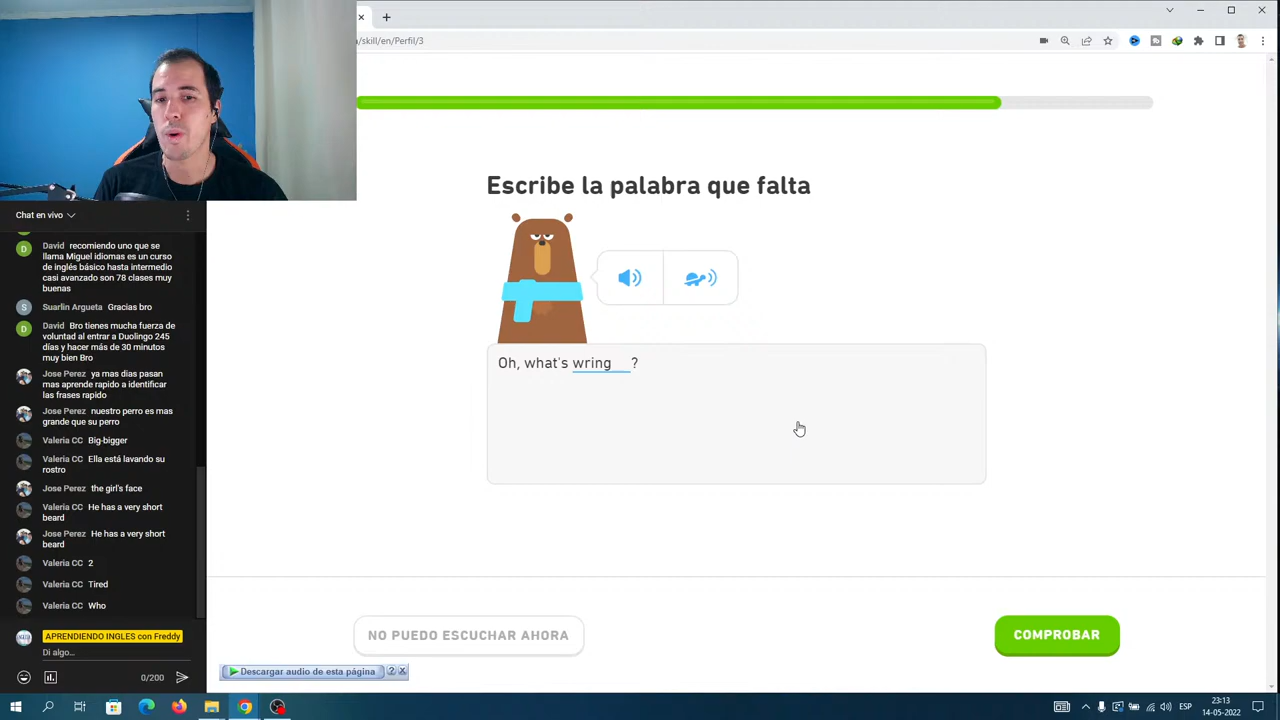 /skill/en/Perfil/3
Escribe la palabra que falta
Oh, what's wring ?
NO PUEDO ESCUCHAR AHORA
COMPROBAR
Descargar audio de esta página
?
Chat en vivo
D David recomiendo uno que se
llama Miguel idiomas es un curso
de inglés básico hasta intermedio
casi avanzado son 78 clases muy
buenas
S Suarlin Argueta Gracias bro
D David Bro tienes mucha fuerza de
voluntad al entrar a Duolingo 245
días y hacer más de 30 minutos
muy bien Bro
Jose Perez ya mas dias pasan
mas aprende rapido a identificar
las frases rapido
Jose Perez nuestro perro es mas
grande que su perro
Valeria CC Big-bigger
Valeria CC Ella está lavando su
rostro
Jose Perez the girl's face
Valeria CC He has a very short
beard
Jose Perez He has a very short
beard
Valeria CC 2
Valeria CC Tired
Valeria CC Who
APRENDIENDO INGLES con Freddy
Di algo...
0/200
ESP
23:13
14-05-2022